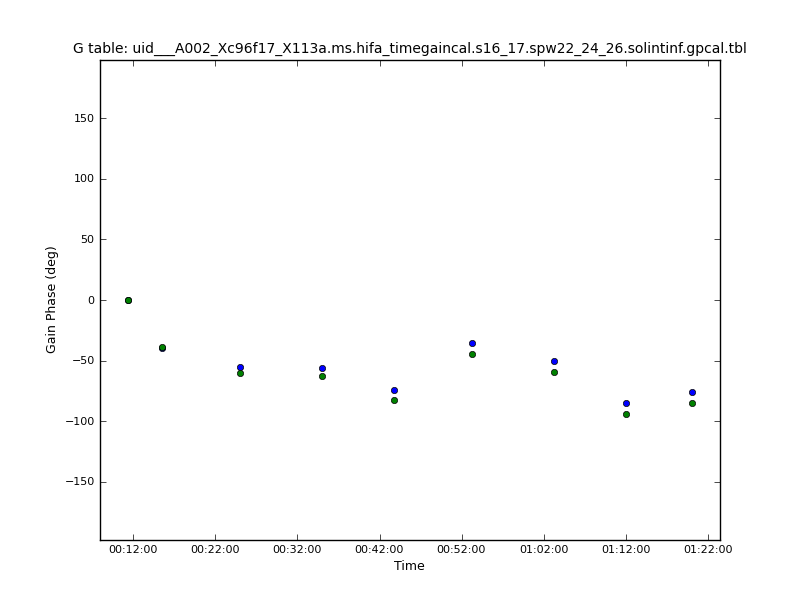 G table: uid___A002_Xc96f17_X113a.ms.hifa_timegaincal.s16_17.spw22_24_26.solintinf.gpcal.tbl
150
100
50
0
−50
−100
−150
Gain Phase (deg)
00:12:00 00:22:00 00:32:00 00:42:00 00:52:00 01:02:00 01:12:00 01:22:00
Time